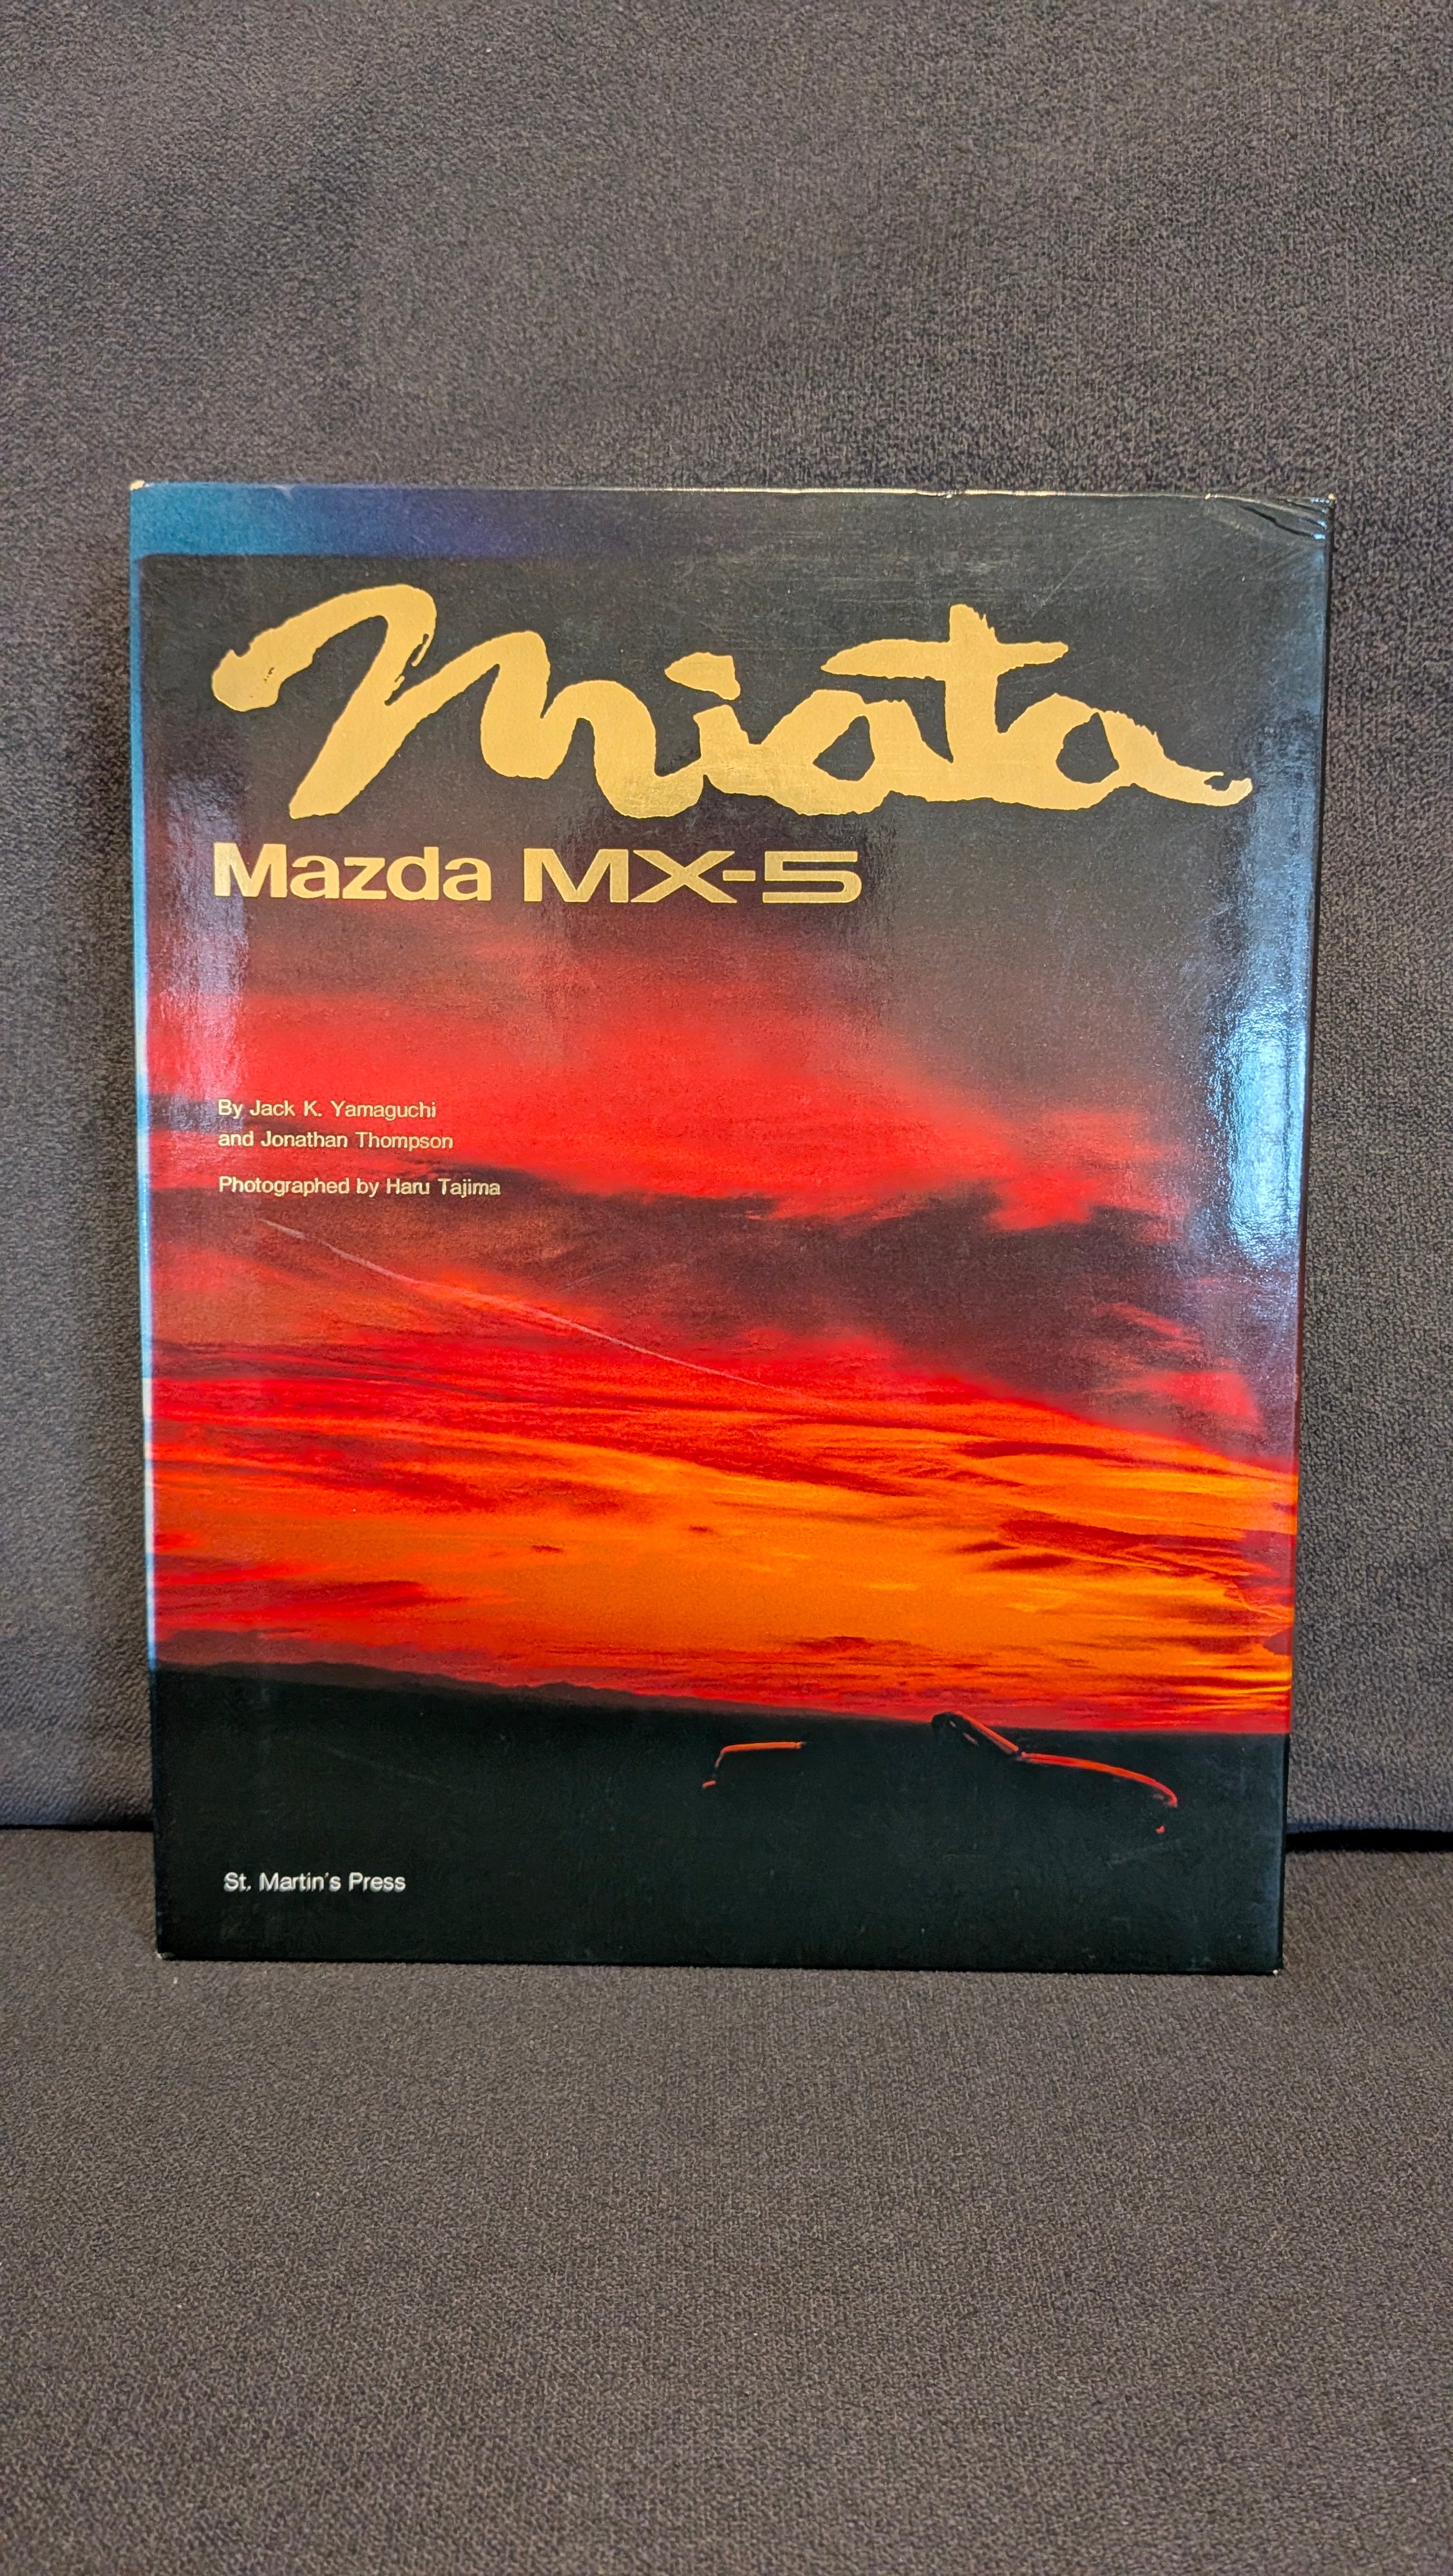 Miata
Mazda MX-5
By Jack K. Yamaguchi
and Jonathan Thompson
Photographed by Haru Tajima
St. Martin's Press